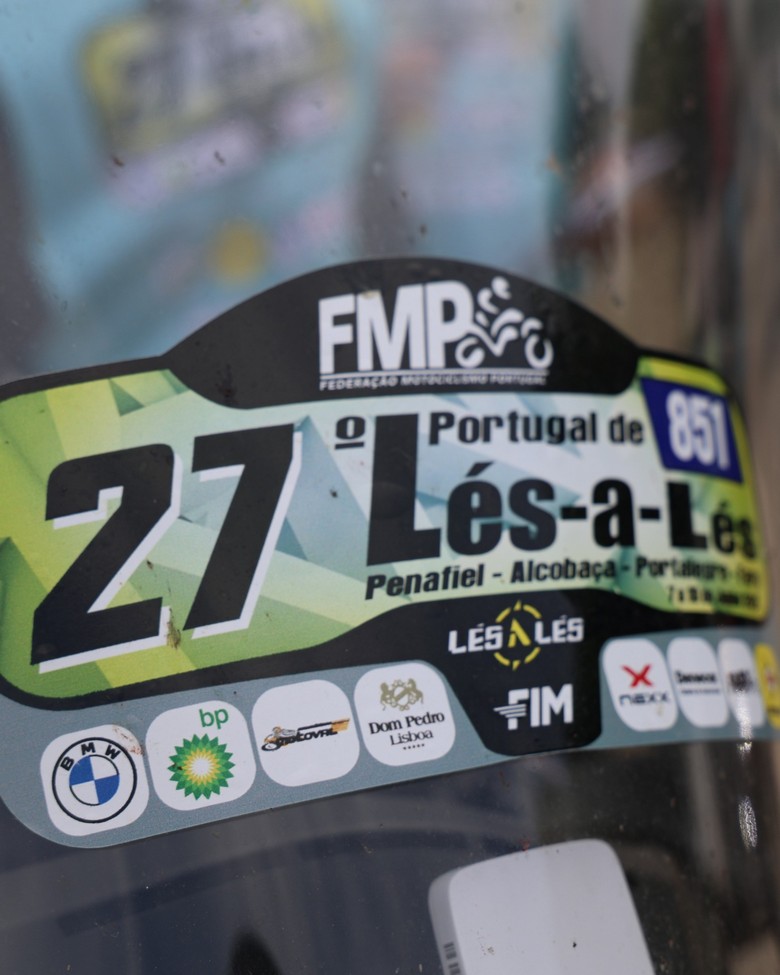 FMP
FEDERAÇÃO MOTOCICLISMO PORTUGAL
851
27º Portugal de
Lés-a-Lés
Penafiel - Alcobaça - Portalegre -
LÉS A LÉS
FIM
BMW
bp
Dom Pedro
Lisboa
nexx